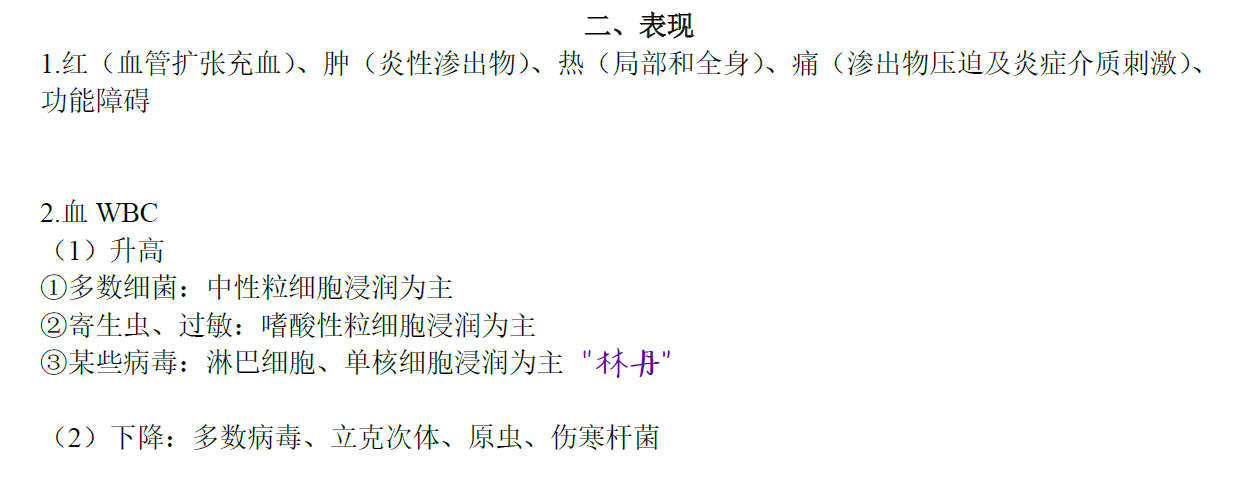 二、表现
1.红（血管扩张充血）、肿（炎性渗出物）、热（局部和全身）、痛（渗出物压迫及炎症介质刺激）、
功能障碍
2.血 WBC
（1）升高
①多数细菌：中性粒细胞浸润为主
②寄生虫、过敏：嗜酸性粒细胞浸润为主
③某些病毒：淋巴细胞、单核细胞浸润为主 "林丹"
（2）下降：多数病毒、立克次体、原虫、伤寒杆菌